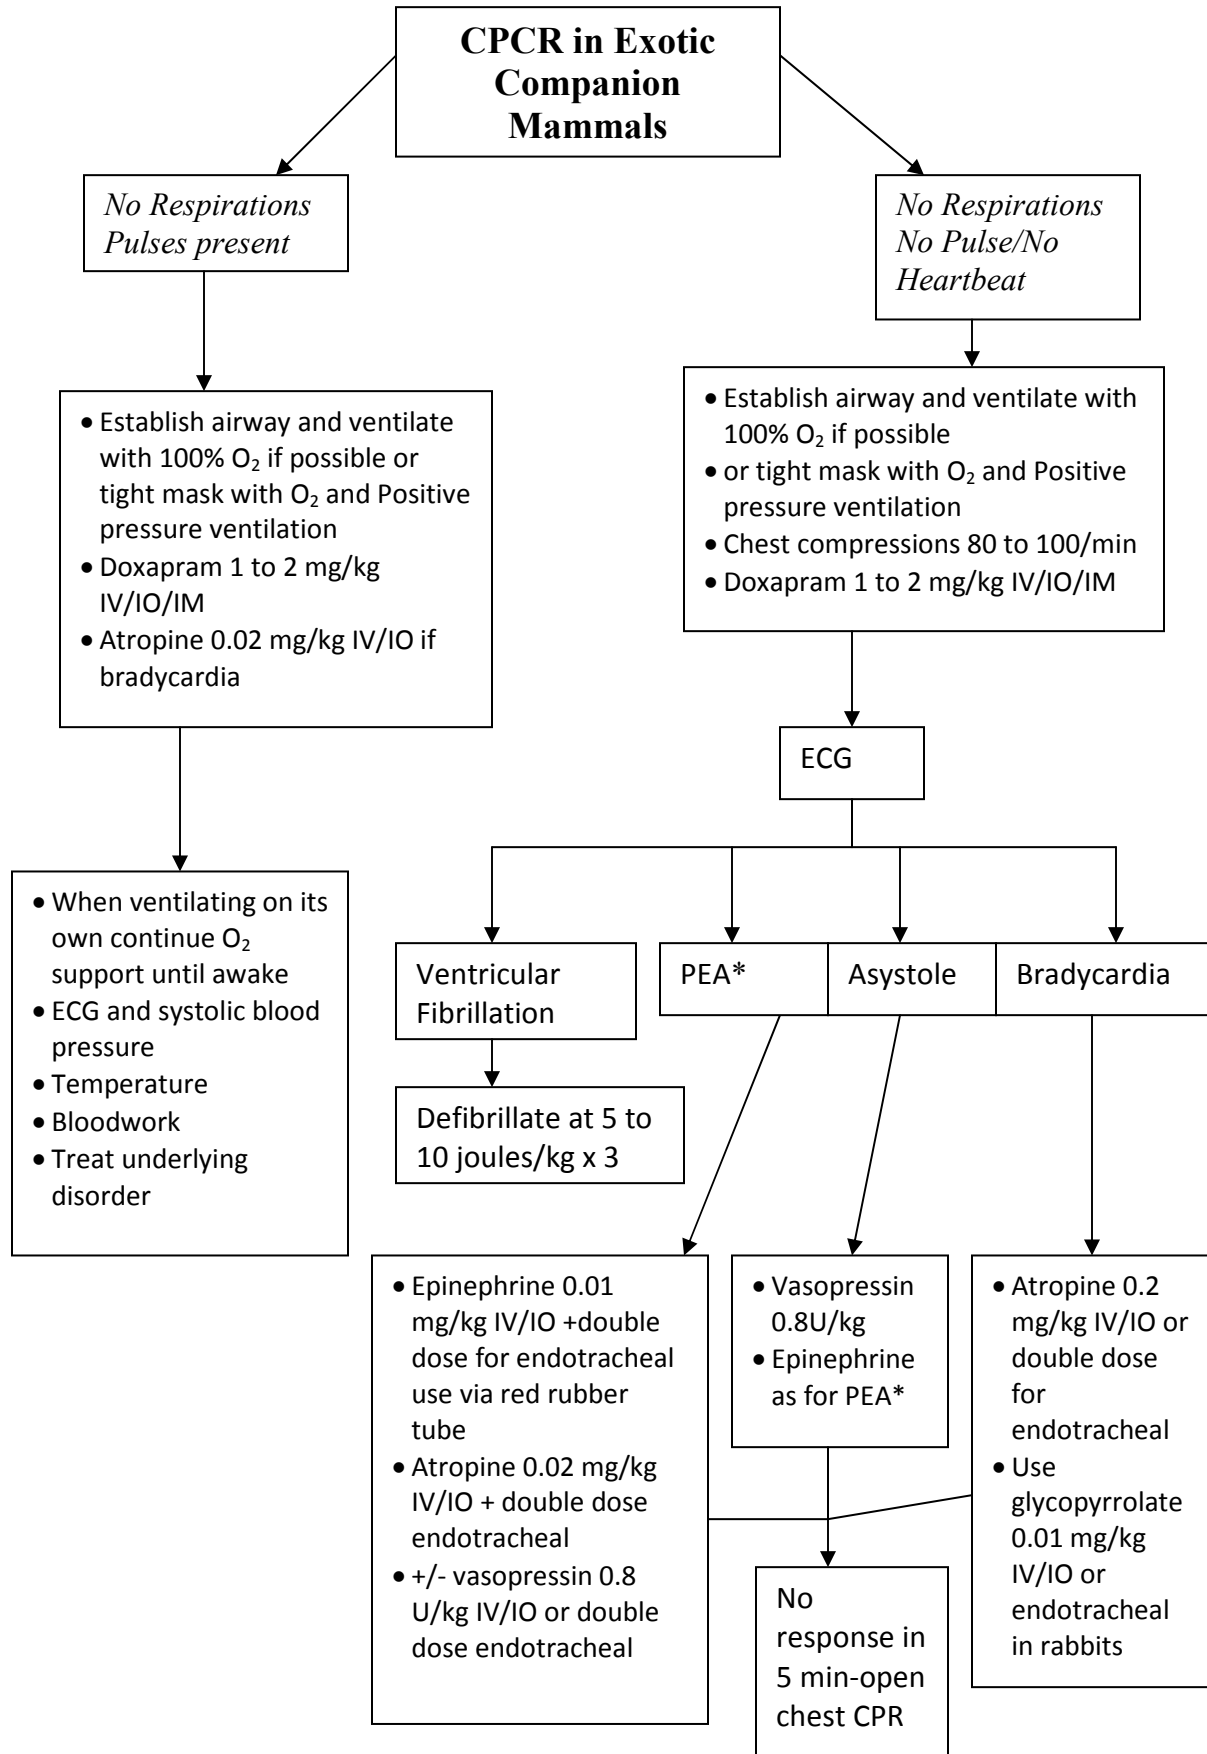 CPCR in Exotic
Companion
Mammals
No Respirations
Pulses present
No Respirations
No Pulse/No
Heartbeat
• Establish airway and ventilate
with 100% O₂ if possible or
tight mask with O₂ and Positive
pressure ventilation
• Doxapram 1 to 2 mg/kg
IV/IO/IM
• Atropine 0.02 mg/kg IV/IO if
bradycardia
• Establish airway and ventilate with
100% O₂ if possible
• or tight mask with O₂ and Positive
pressure ventilation
• Chest compressions 80 to 100/min
• Doxapram 1 to 2 mg/kg IV/IO/IM
ECG
• When ventilating on its
own continue O₂
support until awake
• ECG and systolic blood
pressure
• Temperature
• Bloodwork
• Treat underlying
disorder
Ventricular
Fibrillation
PEA*
Asystole
Bradycardia
Defibrillate at 5 to
10 joules/kg x 3
• Epinephrine 0.01
mg/kg IV/IO +double
dose for endotracheal
use via red rubber
tube
• Atropine 0.02 mg/kg
IV/IO + double dose
endotracheal
• +/- vasopressin 0.8
U/kg IV/IO or double
dose endotracheal
• Vasopressin
0.8U/kg
• Epinephrine
as for PEA*
• Atropine 0.2
mg/kg IV/IO or
double dose
for
endotracheal
• Use
glycopyrrolate
0.01 mg/kg
IV/IO or
endotracheal
in rabbits
No
response in
5 min-open
chest CPR